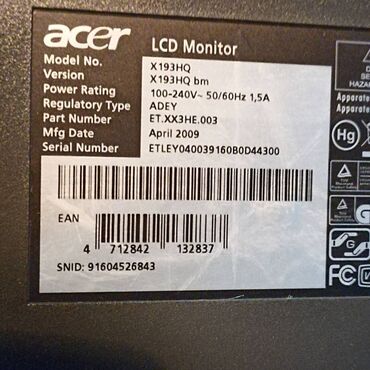 acer LCD Monitor
Model No. X193HQ
Version X193HQ bm
Power Rating 100-240V~ 50/60Hz 1,5A
Regulatory Type ADEY
Part Number ET.XX3HE.003
Mfg Date April 2009
Serial Number ETLEY040039160B0D44300
EAN
4 712842 132837
SNID: 91604526843
Apparate
Apparate
Hg
G
FC